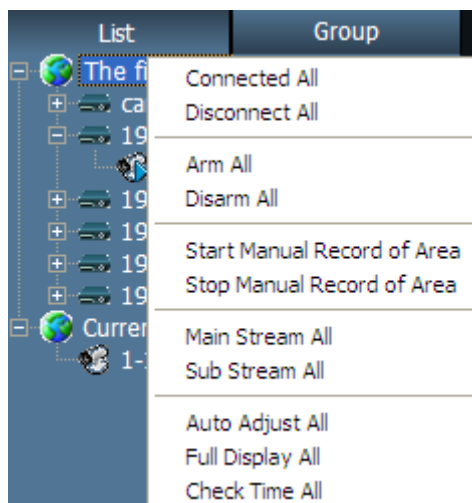 List
Group
The fi
ca
19
19
19
19
19
Curren
1-
Connected All
Disconnect All
Arm All
Disarm All
Start Manual Record of Area
Stop Manual Record of Area
Main Stream All
Sub Stream All
Auto Adjust All
Full Display All
Check Time All